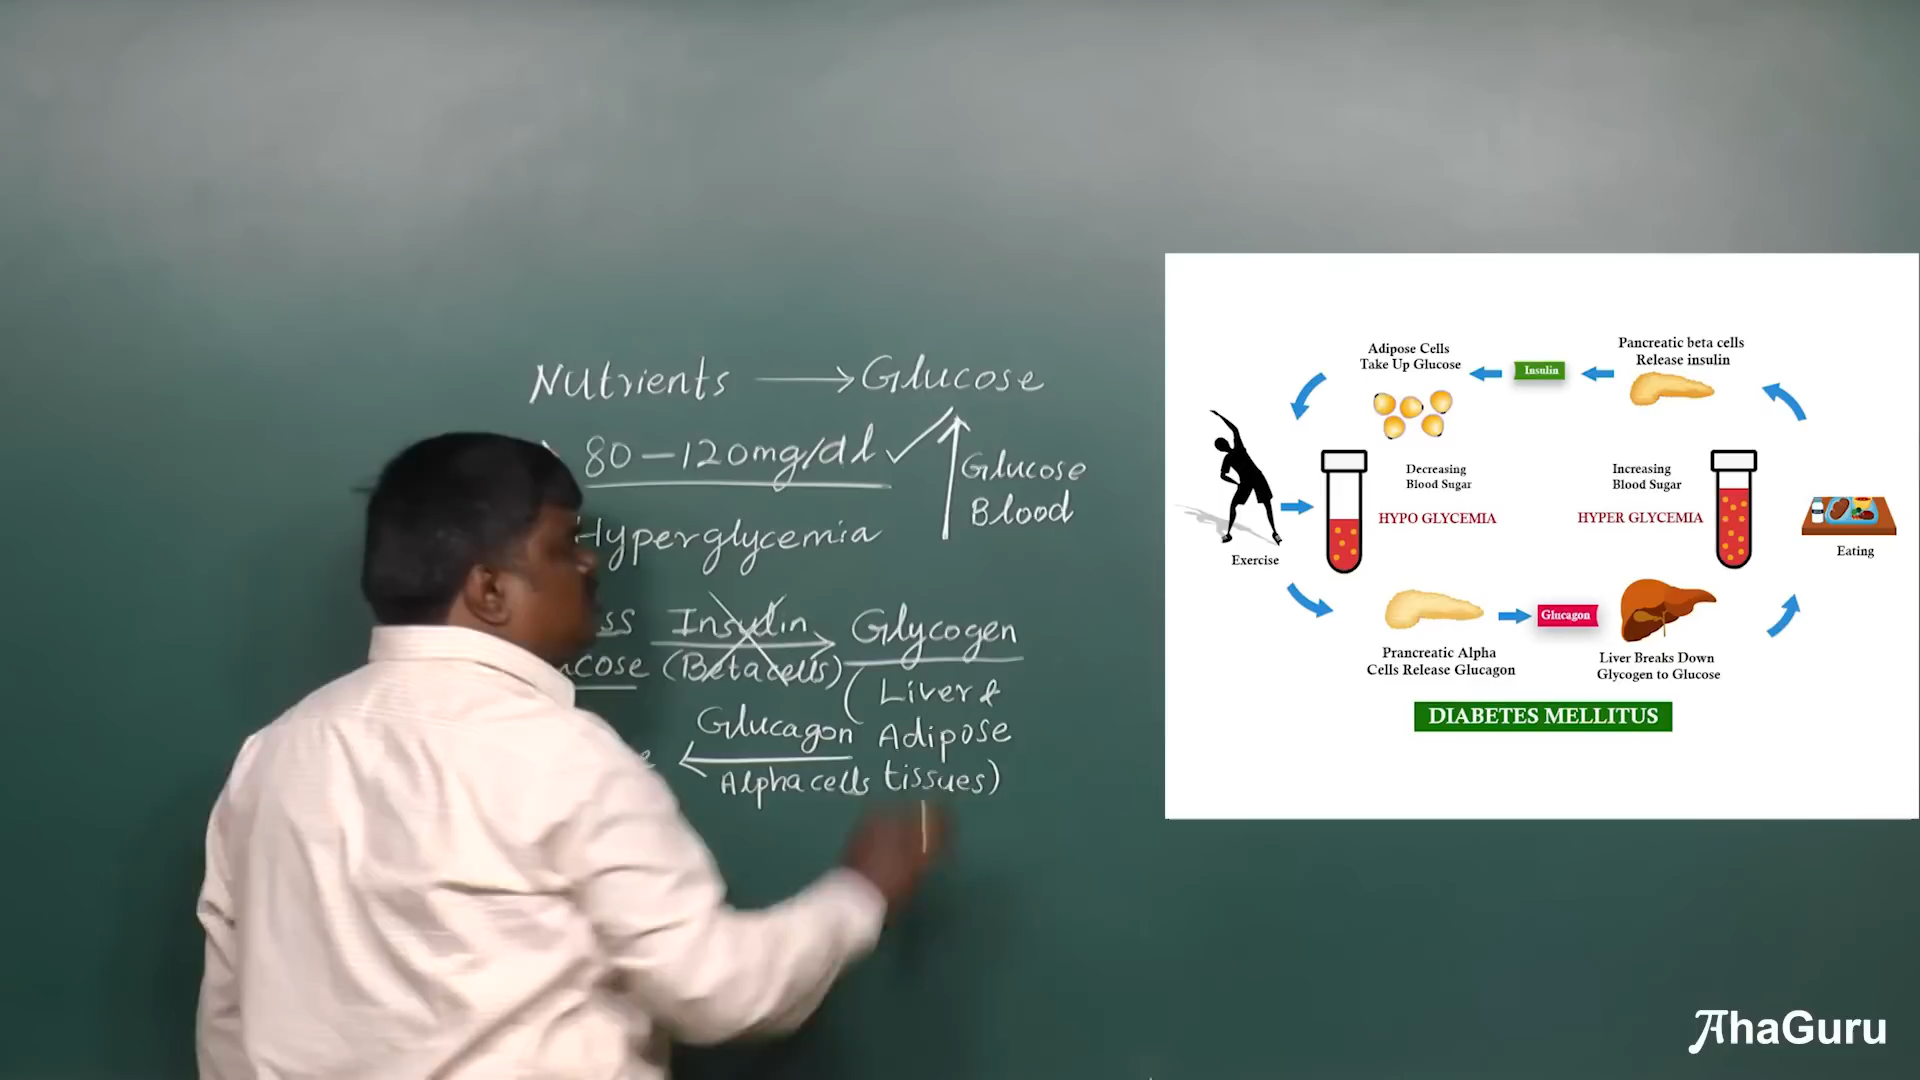 Nutrients → Glucose
80-120mg/dl ✓
Glucose
Blood
Hyperglycemia
Insulin
Glycogen
(Betacells)
(Liver &
Adipose
tissues)
Glucagon
Alphacells
Adipose Cells
Take Up Glucose
Insulin
Pancreatic beta cells
Release insulin
Decreasing
Blood Sugar
HYPO GLYCEMIA
Increasing
Blood Sugar
HYPER GLYCEMIA
Exercise
Eating
Prancreatic Alpha
Cells Release Glucagon
Glucagon
Liver Breaks Down
Glycogen to Glucose
DIABETES MELLITUS
AhaGuru